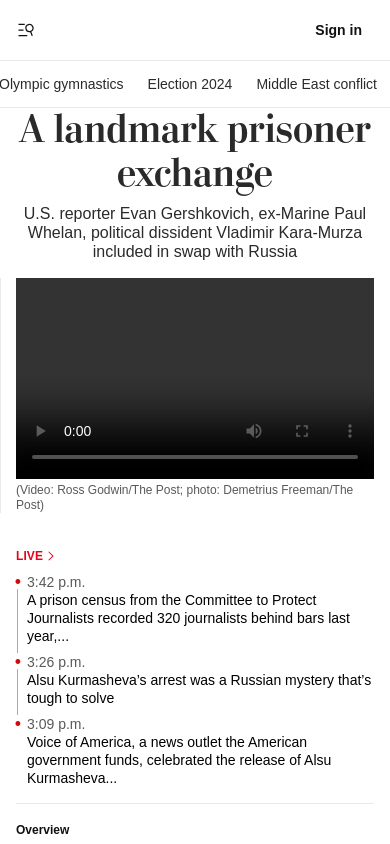 Sign in
Olympic gymnastics Election 2024 Middle East conflict
A landmark prisoner
exchange
U.S. reporter Evan Gershkovich, ex-Marine Paul
Whelan, political dissident Vladimir Kara-Murza
included in swap with Russia
0:00
(Video: Ross Godwin/The Post; photo: Demetrius Freeman/The
Post)
LIVE
3:42 p.m.
A prison census from the Committee to Protect
Journalists recorded 320 journalists behind bars last
year,...
3:26 p.m.
Alsu Kurmasheva’s arrest was a Russian mystery that’s
tough to solve
3:09 p.m.
Voice of America, a news outlet the American
government funds, celebrated the release of Alsu
Kurmasheva...
Overview